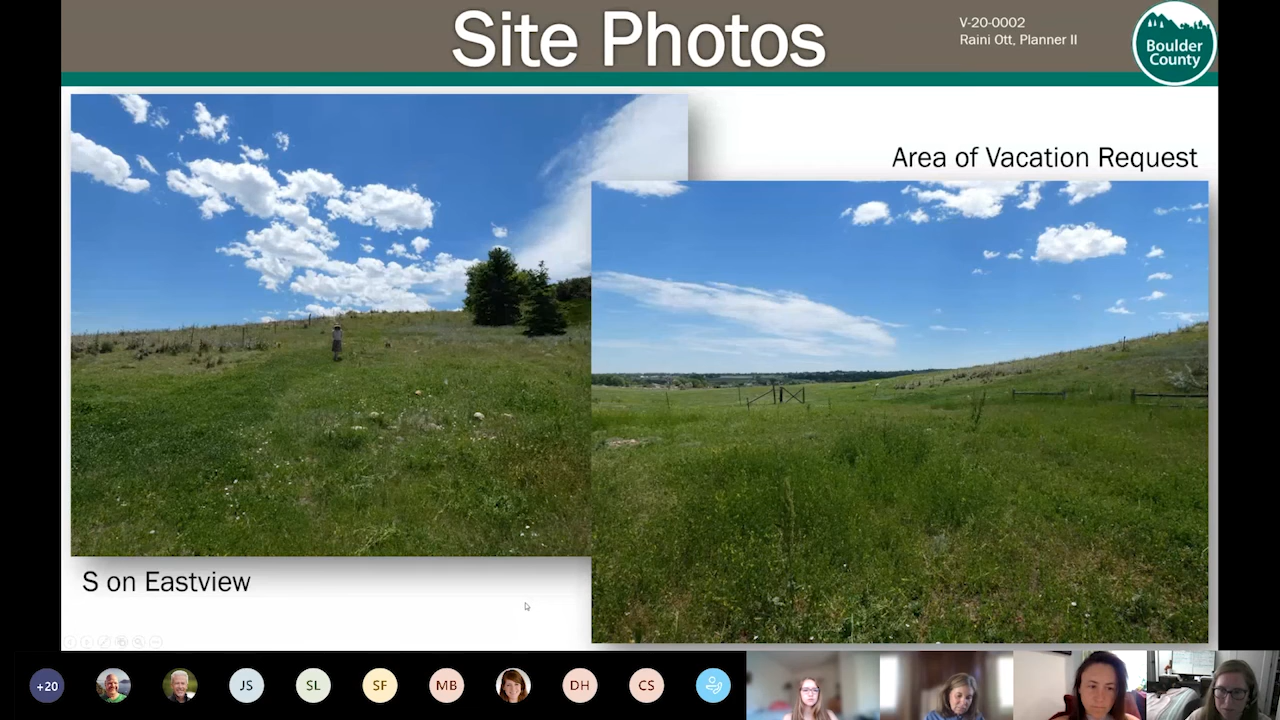 Site Photos
V-20-0002
Raini Ott, Planner II
Boulder
County
Area of Vacation Request
S on Eastview
+20
JS
SL
SF
MB
DH
CS